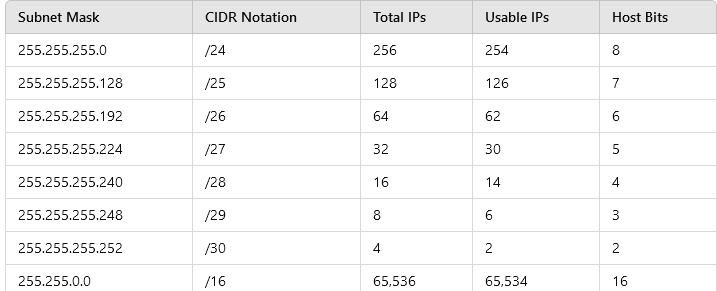 Subnet Mask CIDR Notation Total IPs Usable IPs Host Bits
255.255.255.0 /24 256 254 8
255.255.255.128 /25 128 126 7
255.255.255.192 /26 64 62 6
255.255.255.224 /27 32 30 5
255.255.255.240 /28 16 14 4
255.255.255.248 /29 8 6 3
255.255.255.252 /30 4 2 2
255.255.0.0 /16 65,536 65,534 16